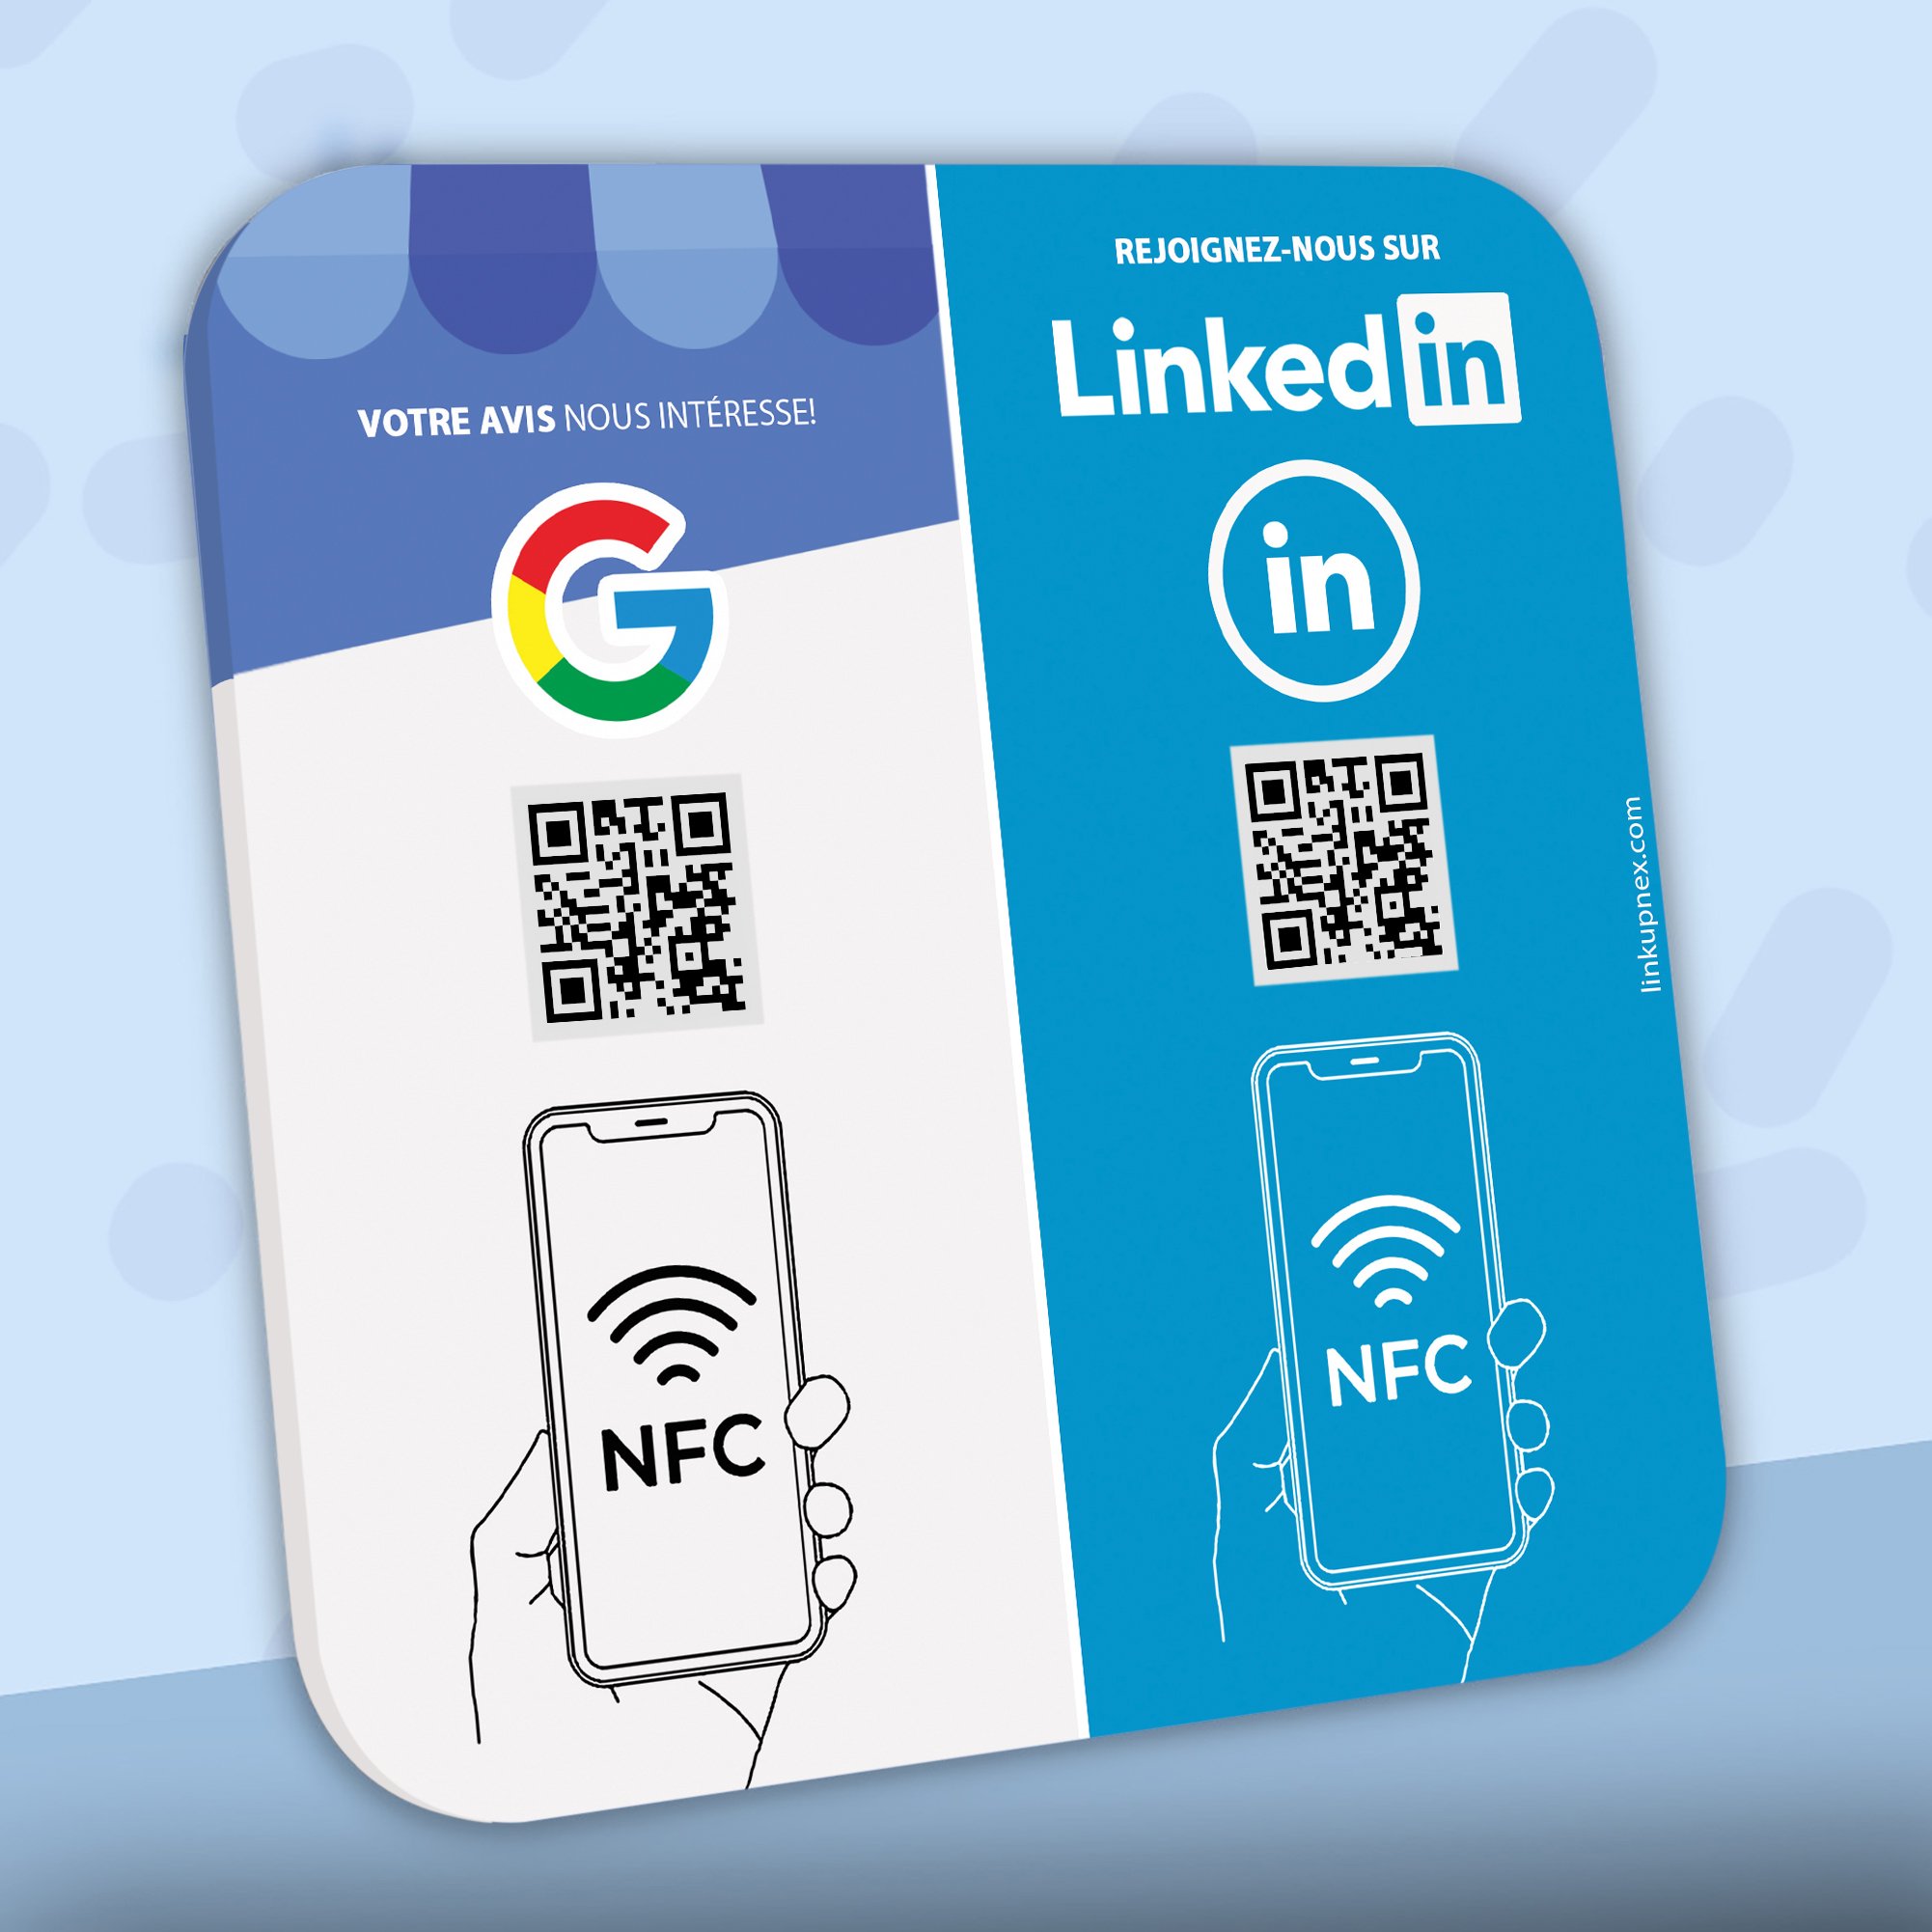 VOTRE AVIS NOUS INTÉRESSE!
G
NFC
REJOIGNEZ-NOUS SUR
Linkedin
in
NFC
linkupnex.com